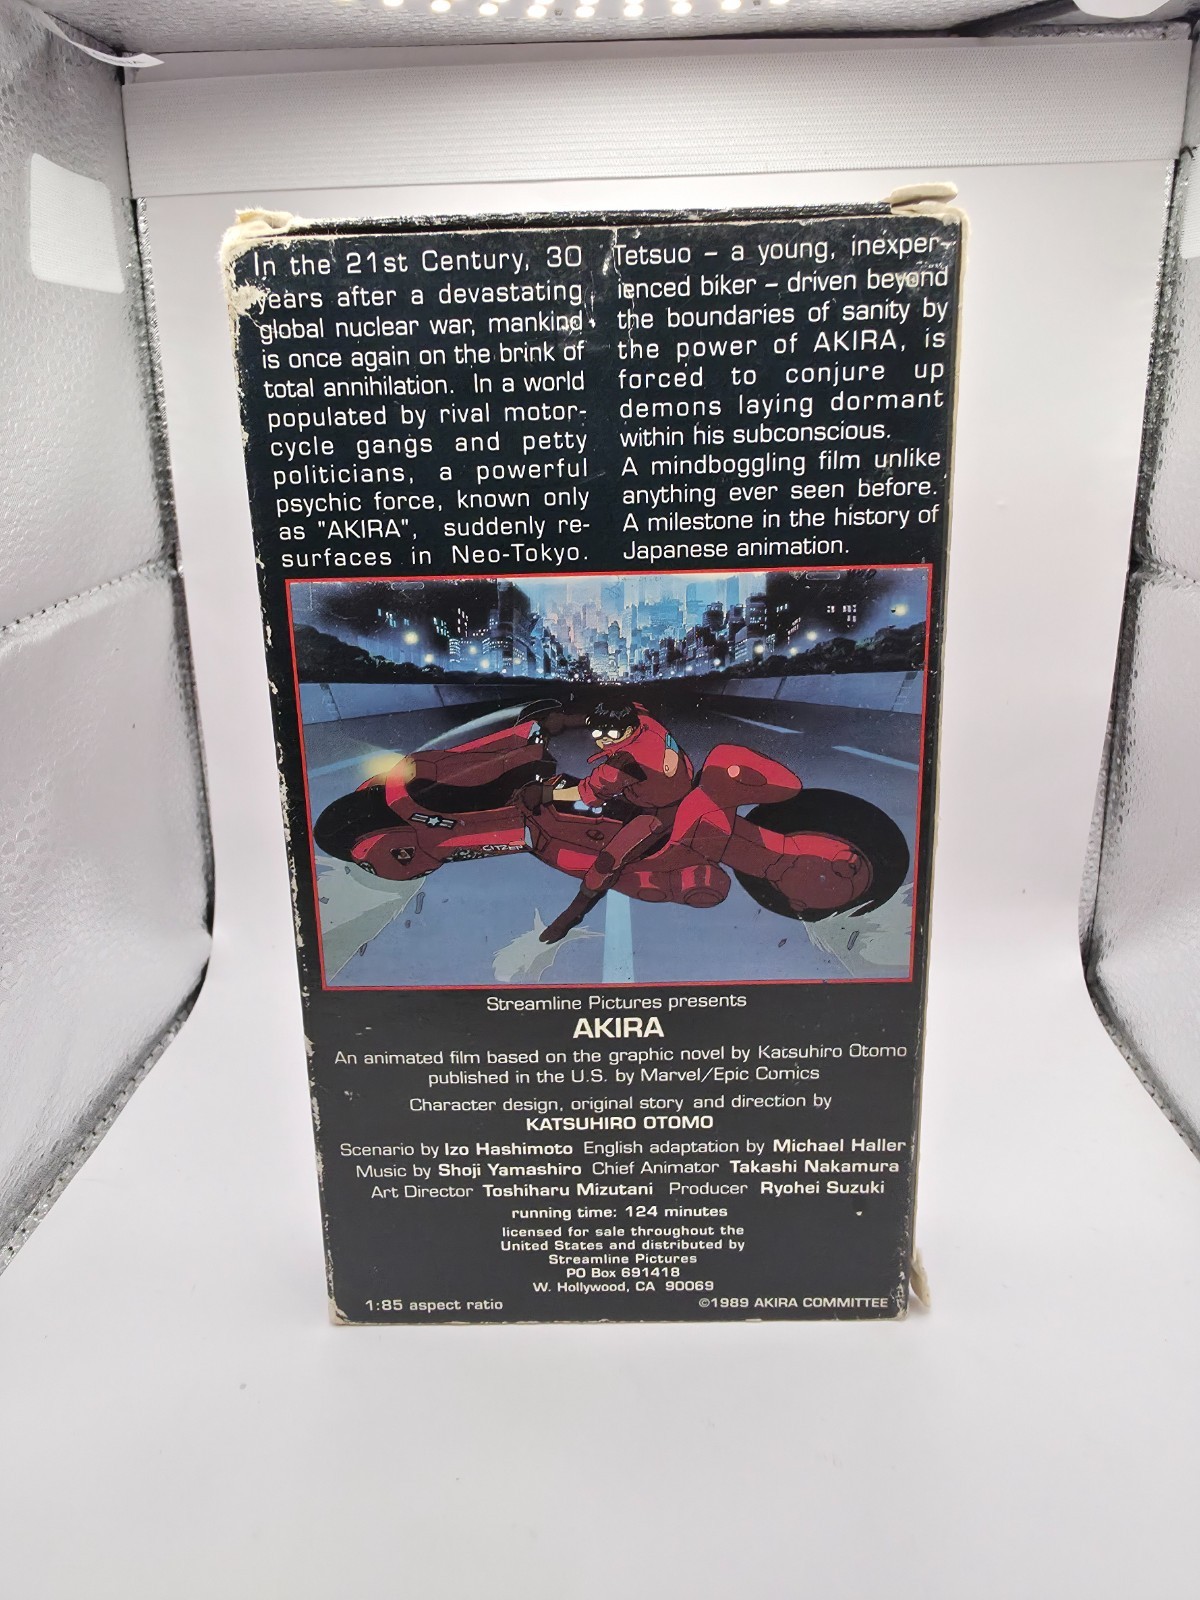 In the 21st Century, 30
years after a devastating
global nuclear war, mankind
is once again on the brink of
total annihilation. In a world
populated by rival motor-
cycle gangs and petty
politicians, a powerful
psychic force, known only
as "AKIRA", suddenly re-
surfaces in Neo-Tokyo.
Tetsuo – a young, inexper-
ienced biker – driven beyond
the boundaries of sanity by
the power of AKIRA, is
forced to conjure up
demons laying dormant
within his subconscious.
A mindboggling film unlike
anything ever seen before.
A milestone in the history of
Japanese animation.
CITIZEN
Streamline Pictures presents
AKIRA
An animated film based on the graphic novel by Katsuhiro Otomo
published in the U.S. by Marvel/Epic Comics
Character design, original story and direction by
KATSUHIRO OTOMO
Scenario by Izo Hashimoto English adaptation by Michael Haller
Music by Shoji Yamashiro Chief Animator Takashi Nakamura
Art Director Toshiharu Mizutani Producer Ryohei Suzuki
running time: 124 minutes
licensed for sale throughout the
United States and distributed by
Streamline Pictures
PO Box 691418
W. Hollywood, CA 90069
1:85 aspect ratio ©1989 AKIRA COMMITTEE